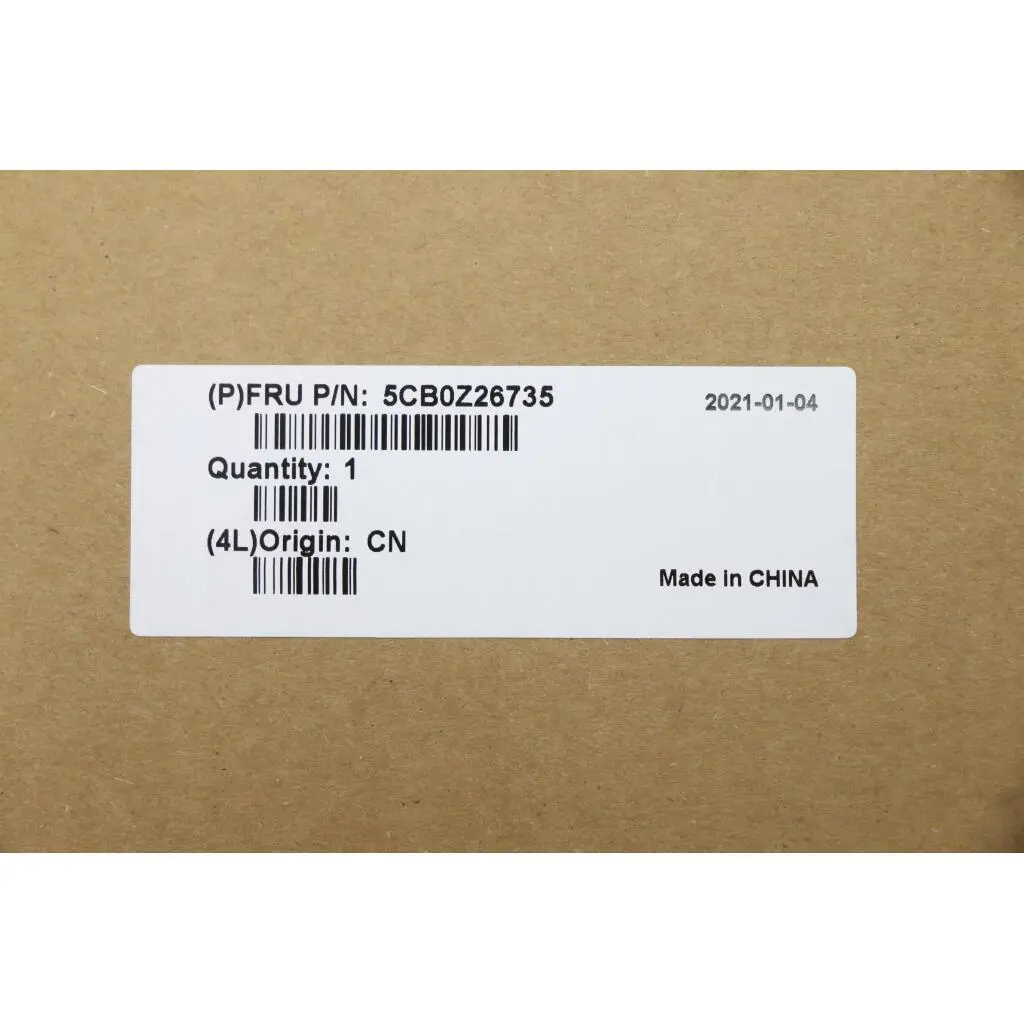 (P)FRU P/N: 5CB0Z26735
2021-01-04
Quantity: 1
(4L)Origin: CN
Made in CHINA